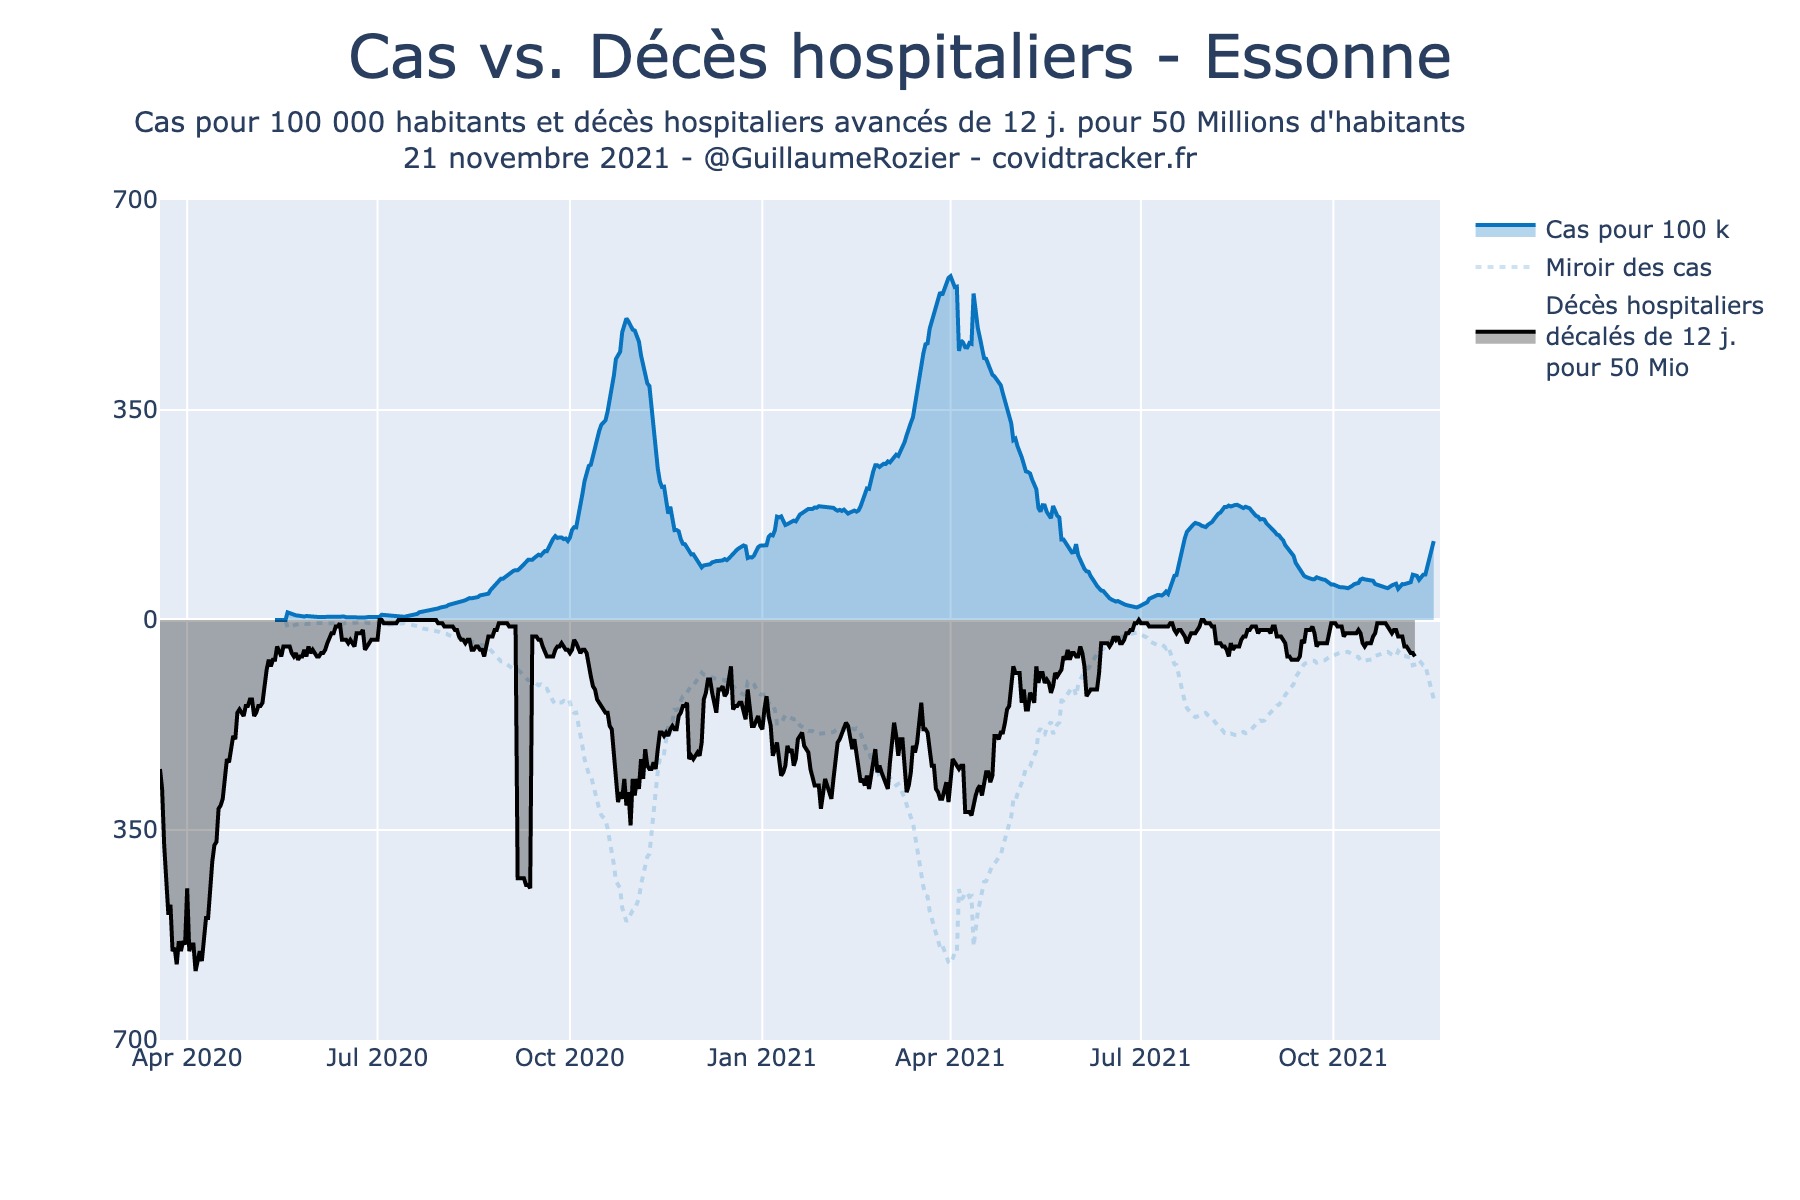 Cas vs. Décès hospitaliers - Essonne
Cas pour 100 000 habitants et décès hospitaliers avancés de 12 j. pour 50 Millions d'habitants
21 novembre 2021 - @GuillaumeRozier - covidtracker.fr
700
350
0
350
700
Apr 2020
Jul 2020
Oct 2020
Jan 2021
Apr 2021
Jul 2021
Oct 2021
Cas pour 100 k
Miroir des cas
Décès hospitaliers
décalés de 12 j.
pour 50 Mio